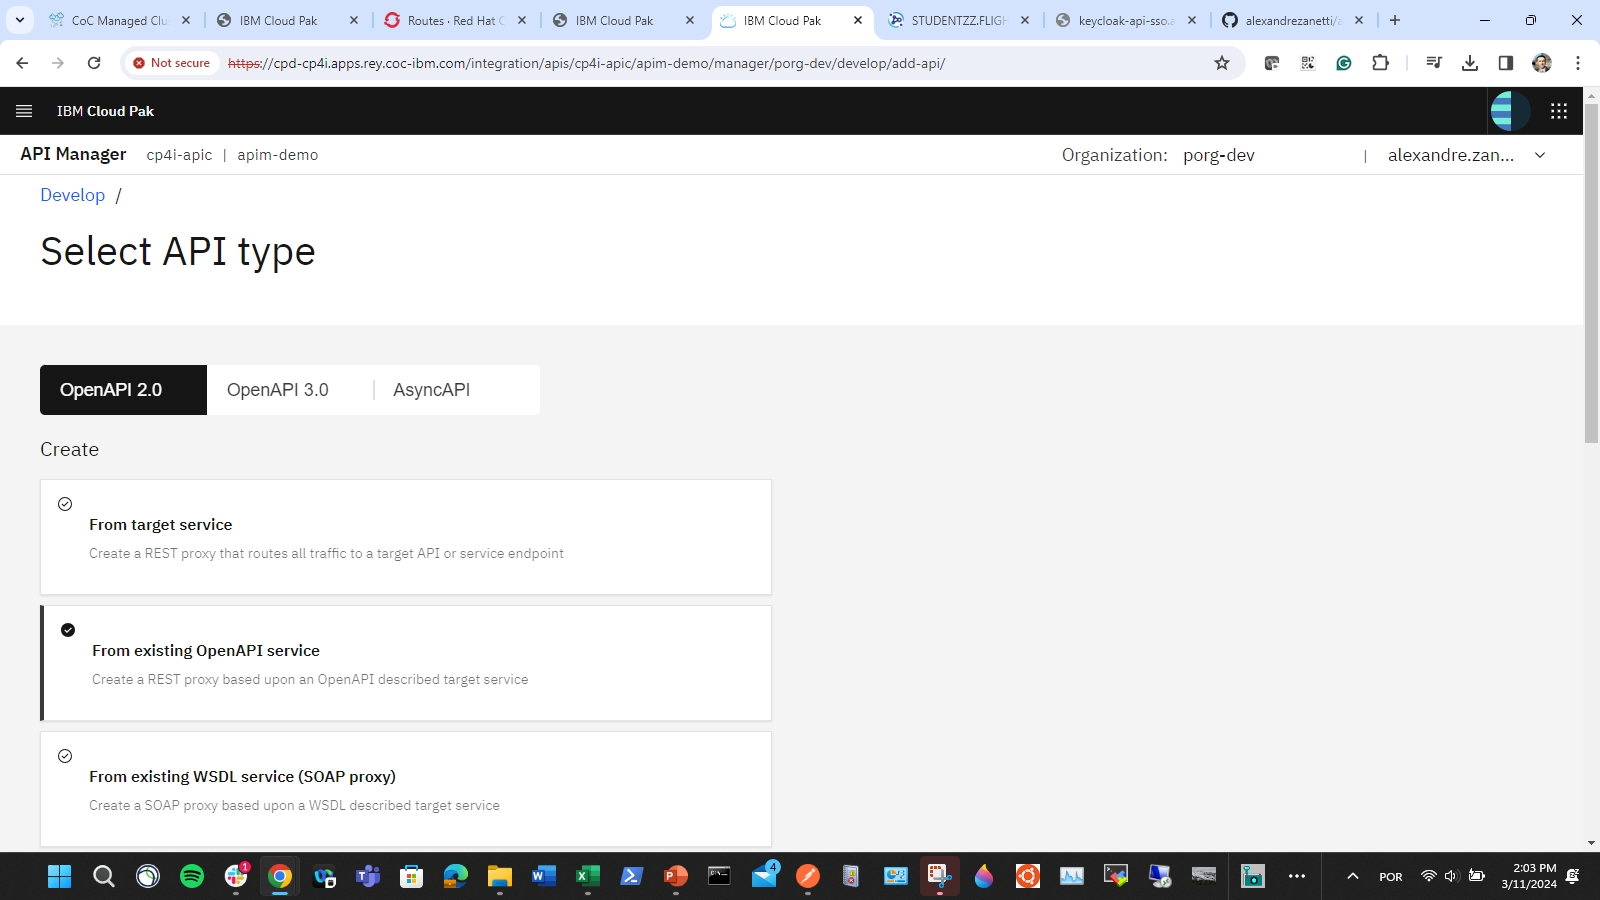 CoC Managed Clu
IBM Cloud Pak
Routes · Red Hat C
IBM Cloud Pak
IBM Cloud Pak
STUDENTZZ.FLIGH
keycloak-api-sso.a
alexandrezanetti/a
Not secure
https://cpd-cp4i.apps.rey.coc-ibm.com/integration/apis/cp4i-apic/apim-demo/manager/porg-dev/develop/add-api/
IBM Cloud Pak
API Manager cp4i-apic | apim-demo
Organization: porg-dev | alexandre.zan...
Develop /
Select API type
OpenAPI 2.0
OpenAPI 3.0
AsyncAPI
Create
From target service
Create a REST proxy that routes all traffic to a target API or service endpoint
From existing OpenAPI service
Create a REST proxy based upon an OpenAPI described target service
From existing WSDL service (SOAP proxy)
Create a SOAP proxy based upon a WSDL described target service
1
4
POR
2:03 PM
3/11/2024